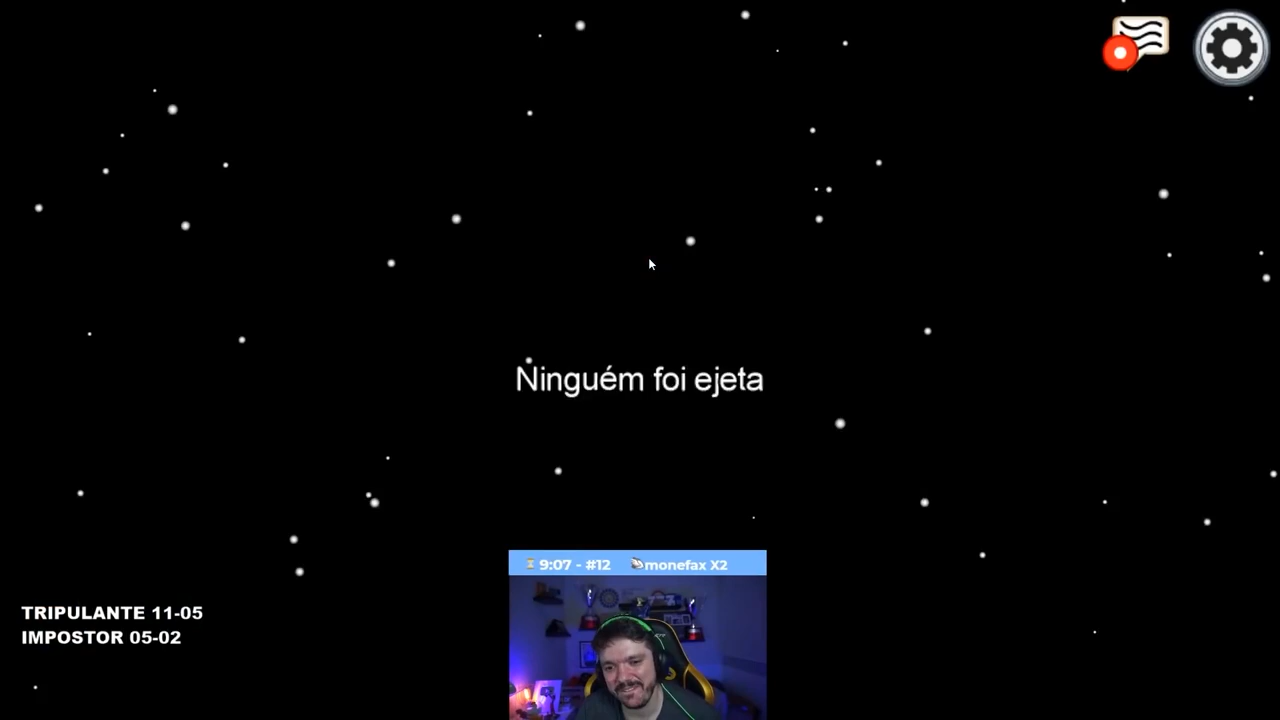 Ninguém foi ejeta
9:07 - #12 monefax X2
TRIPULANTE 11-05
IMPOSTOR 05-02